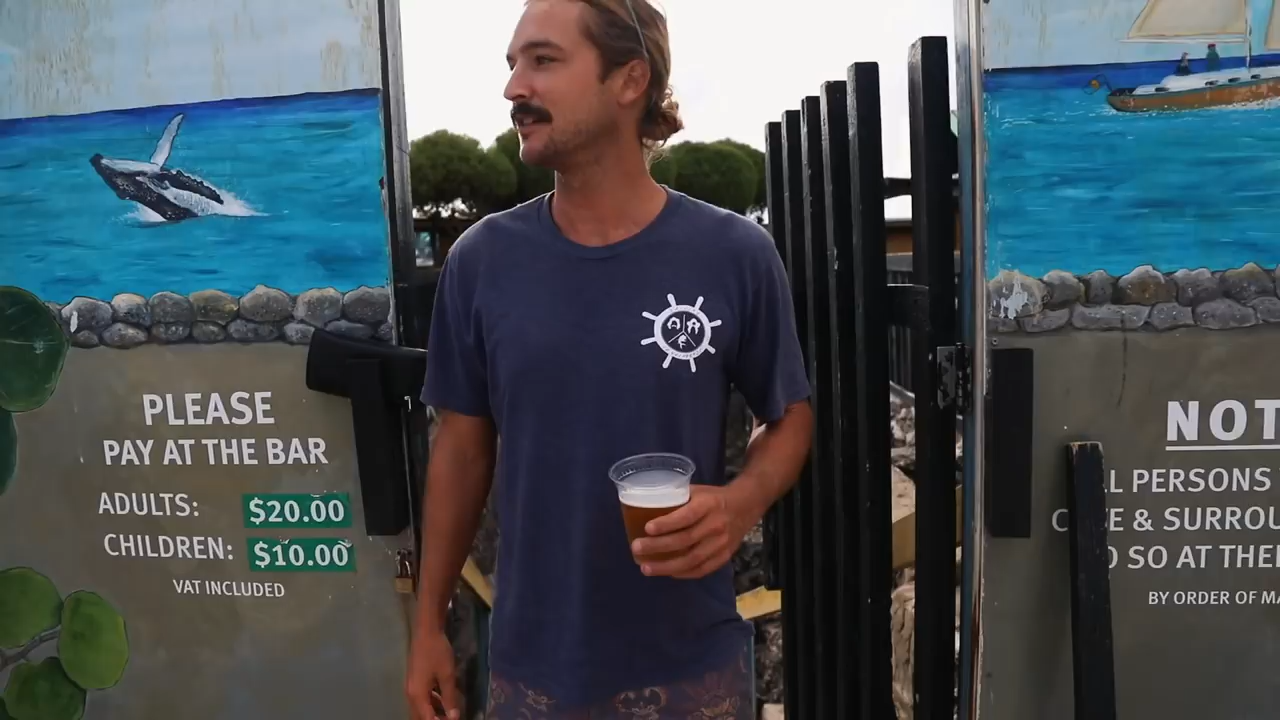 PLEASE
PAY AT THE BAR
ADULTS: $20.00
CHILDREN: $10.00
VAT INCLUDED
NOT
PERSONS
& SURROU
SO AT THE
BY ORDER OF MA